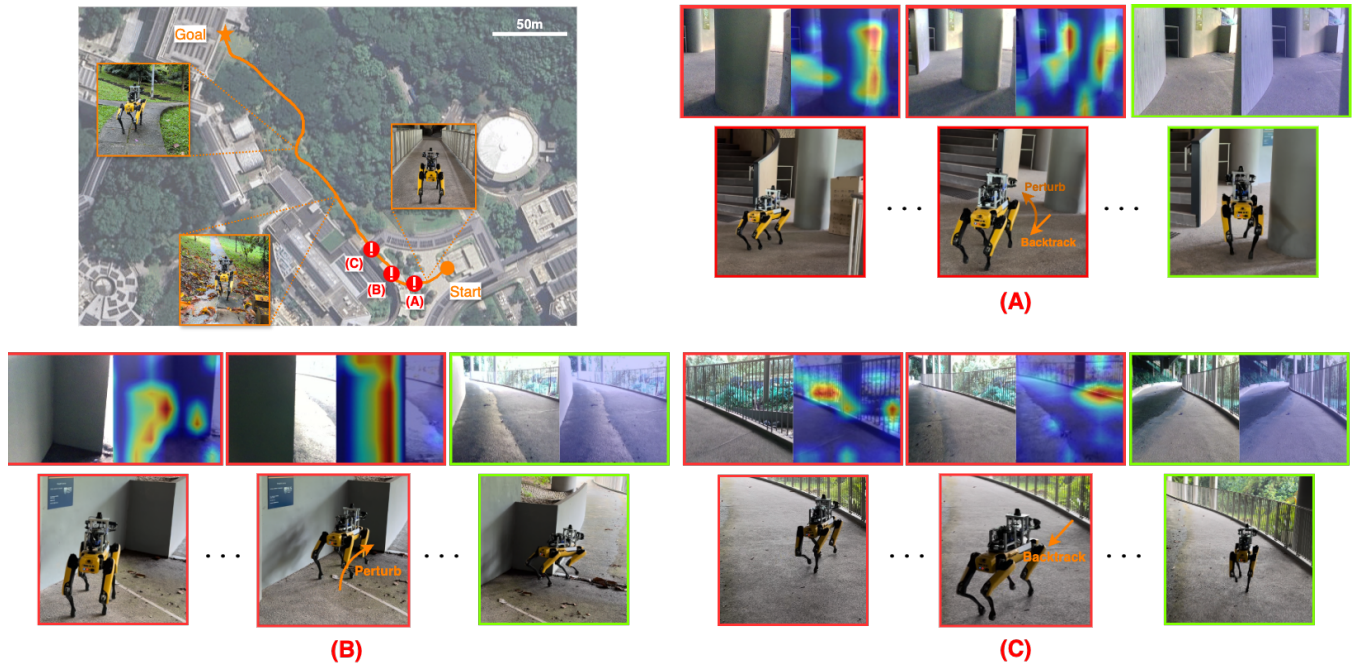 Goal
50m
(C)
(B)
(A)
Start
Perturb
Backtrack
. . .
. . .
(A)
Perturb
. . .
. . .
(B)
Backtrack
. . .
. . .
(C)